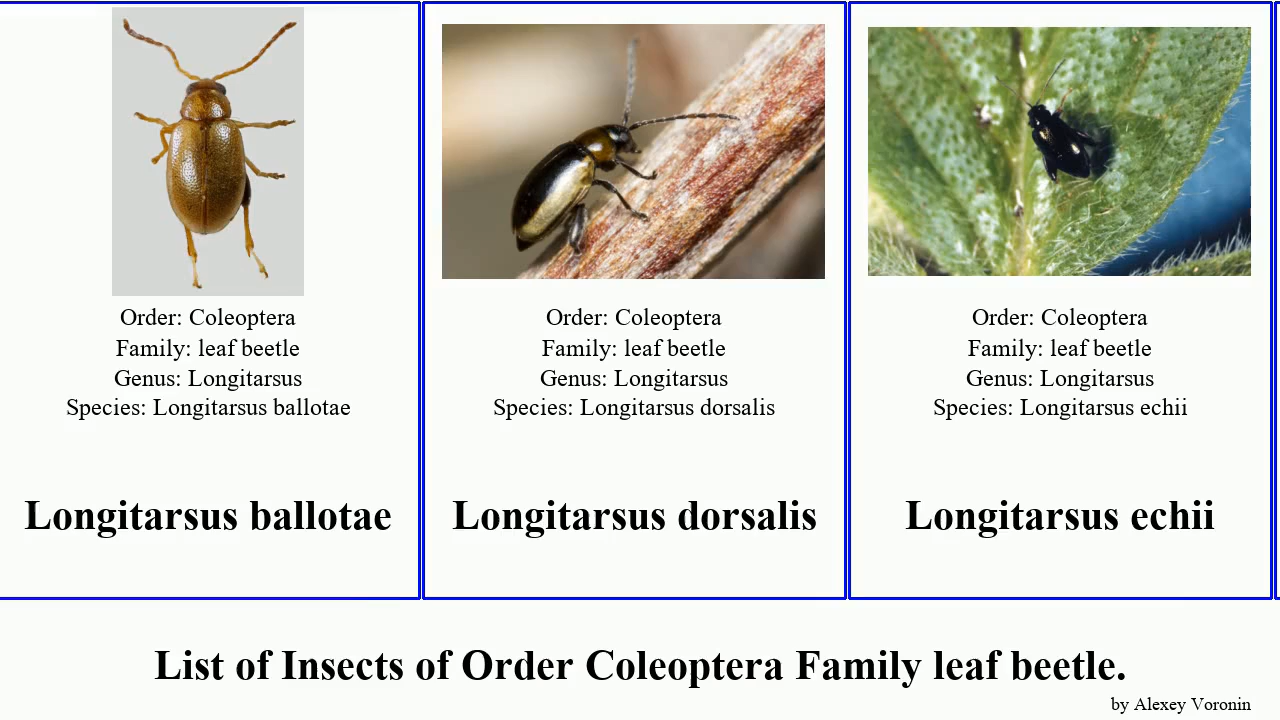 Order: Coleoptera
Family: leaf beetle
Genus: Longitarsus
Species: Longitarsus ballotae
Longitarsus ballotae
Order: Coleoptera
Family: leaf beetle
Genus: Longitarsus
Species: Longitarsus dorsalis
Longitarsus dorsalis
Order: Coleoptera
Family: leaf beetle
Genus: Longitarsus
Species: Longitarsus echii
Longitarsus echii
List of Insects of Order Coleoptera Family leaf beetle.
by Alexey Voronin